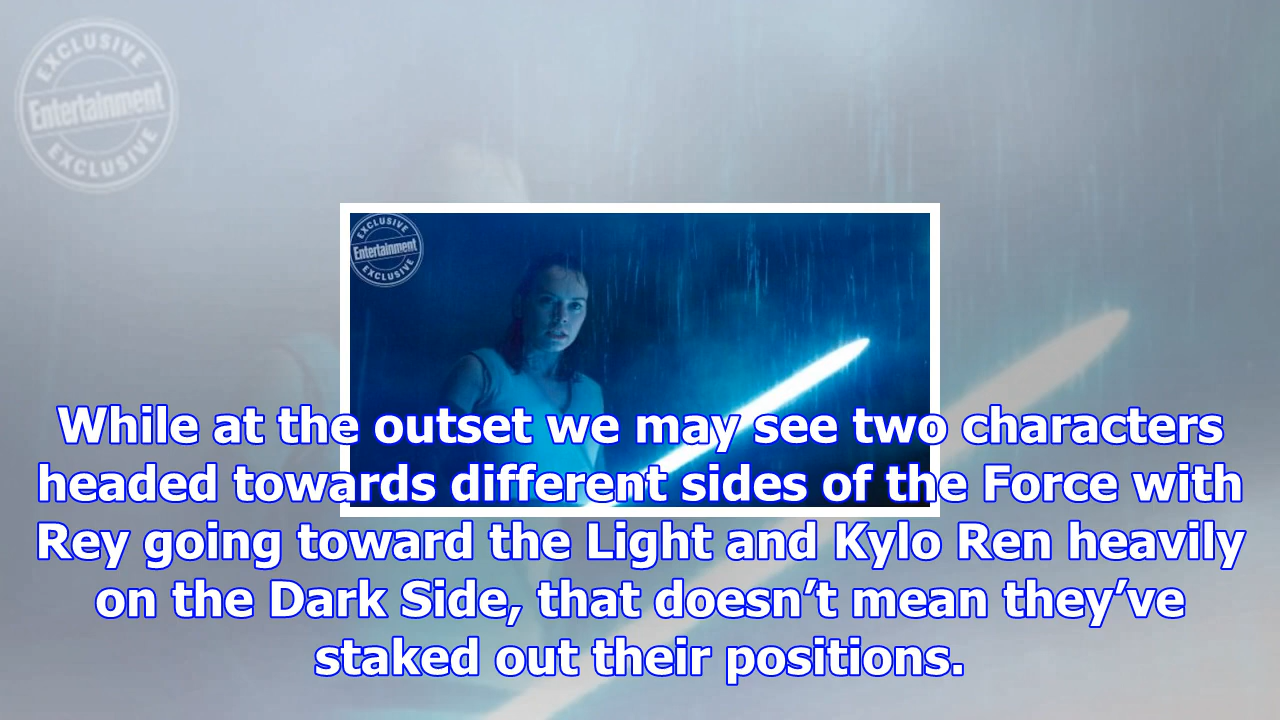 EXCLUSIVE
Entertainment
EXCLUSIVE
EXCLUSIVE
Entertainment
EXCLUSIVE
While at the outset we may see two characters
headed towards different sides of the Force with
Rey going toward the Light and Kylo Ren heavily
on the Dark Side, that doesn’t mean they’ve
staked out their positions.